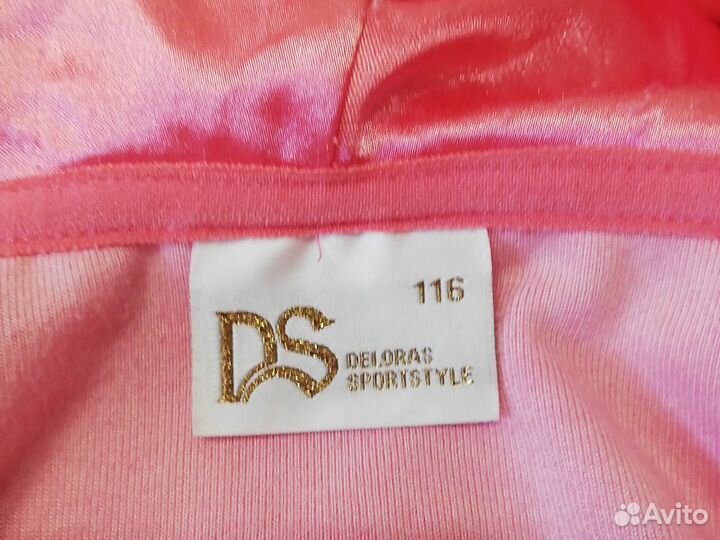 116
DS
DELORAS
SPORTSTYLE
Avito